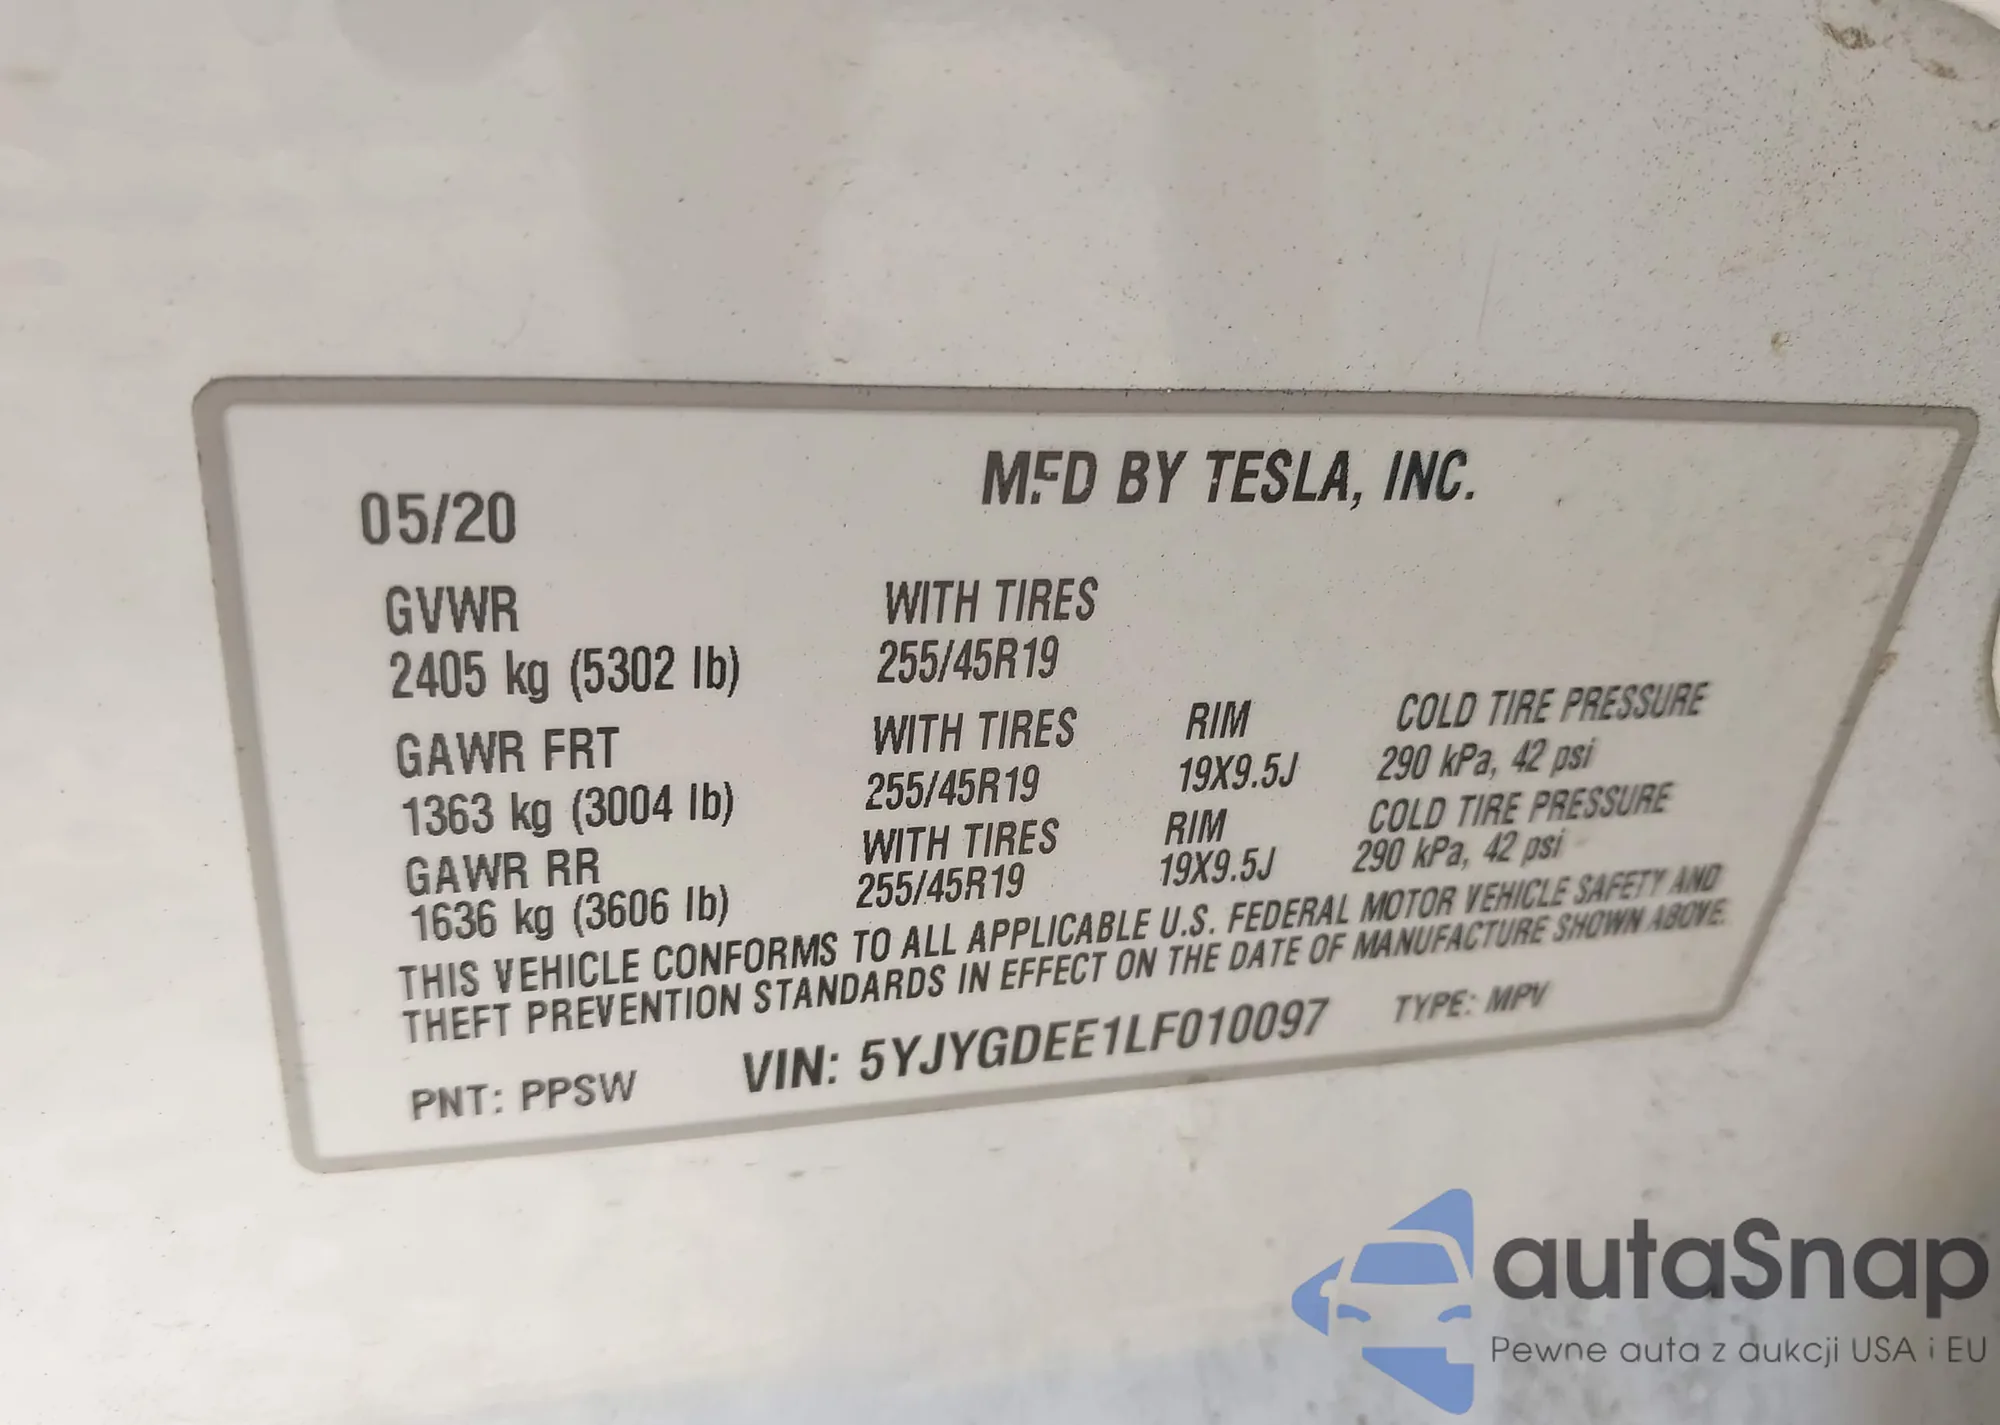 05/20
MFD BY TESLA, INC.
GVWR
WITH TIRES
2405 kg (5302 lb)
255/45R19
GAWR FRT
WITH TIRES
RIM
COLD TIRE PRESSURE
1363 kg (3004 lb)
255/45R19
19X9.5J
290 kPa, 42 psi
GAWR RR
WITH TIRES
RIM
COLD TIRE PRESSURE
1636 kg (3606 lb)
255/45R19
19X9.5J
290 kPa, 42 psi
THIS VEHICLE CONFORMS TO ALL APPLICABLE U.S. FEDERAL MOTOR VEHICLE SAFETY AND
THEFT PREVENTION STANDARDS IN EFFECT ON THE DATE OF MANUFACTURE SHOWN ABOVE.
PNT: PPSW
VIN: 5YJYGDEE1LF010097
TYPE: MPV
autaSnap
Pewne auta z aukcji USA i EU